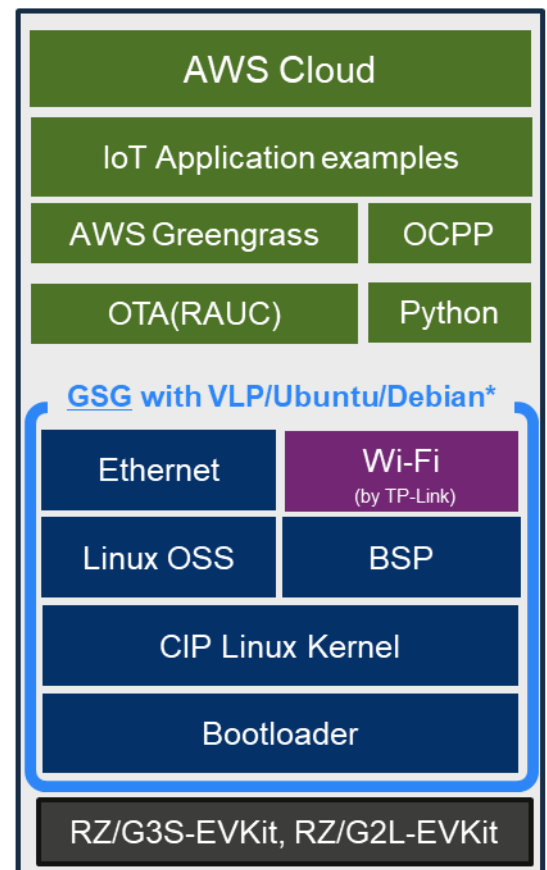 AWS Cloud
IoT Application examples
AWS Greengrass
OCPP
OTA(RAUC)
Python
GSG with VLP/Ubuntu/Debian*
Ethernet
Wi-Fi
(by TP-Link)
Linux OSS
BSP
CIP Linux Kernel
Bootloader
RZ/G3S-EVKit, RZ/G2L-EVKit